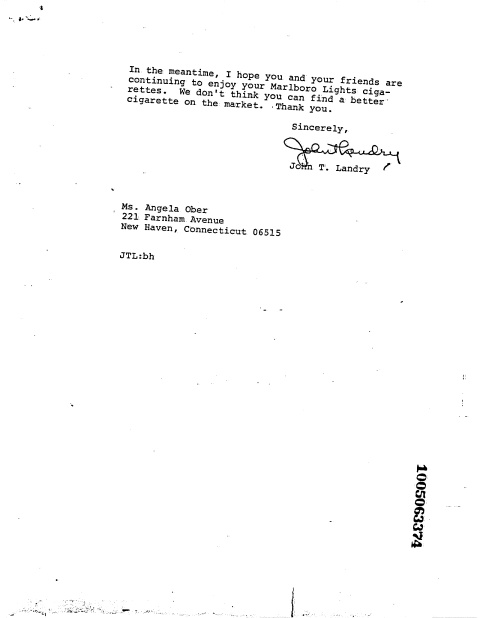 In the meantime, I hope you and your friends are
continuing to enjoy your Marlboro Lights ciga-
rettes. We don't think you can find a better
cigarette on the market. Thank you.
Sincerely,
John T Landry
John T. Landry
Ms. Angela Ober
221 Farnham Avenue
New Haven, Connecticut 06515
JTL:bh
1005063374